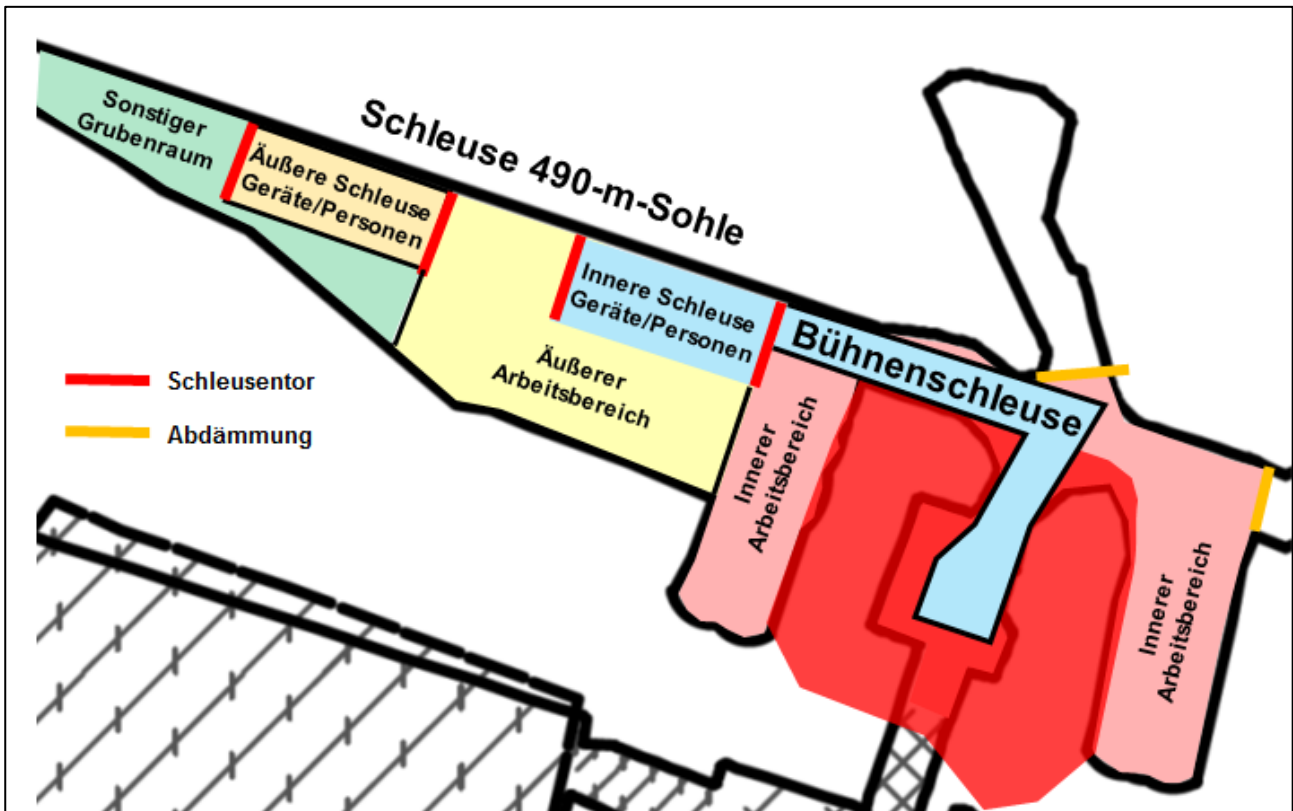 Sonstiger
Grubenraum
Äußere Schleuse
Geräte/Personen
Schleuse 490-m-Sohle
Innere Schleuse
Geräte/Personen
Bühnenschleuse
Äußerer
Arbeitsbereich
Innerer
Arbeitsbereich
Innerer
Arbeitsbereich
Schleusentor
Abdämmung